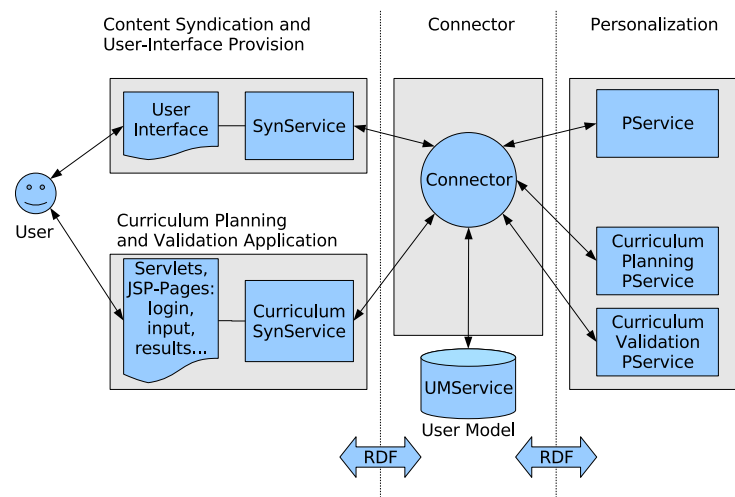 Content Syndication and
User-Interface Provision
Connector
Personalization
User
Interface
SynService
PService
Connector
User
Curriculum Planning
and Validation Application
Servlets,
JSP-Pages:
login,
input,
results...
Curriculum
SynService
Curriculum
Planning
PService
Curriculum
Validation
PService
UMService
User Model
RDF
RDF